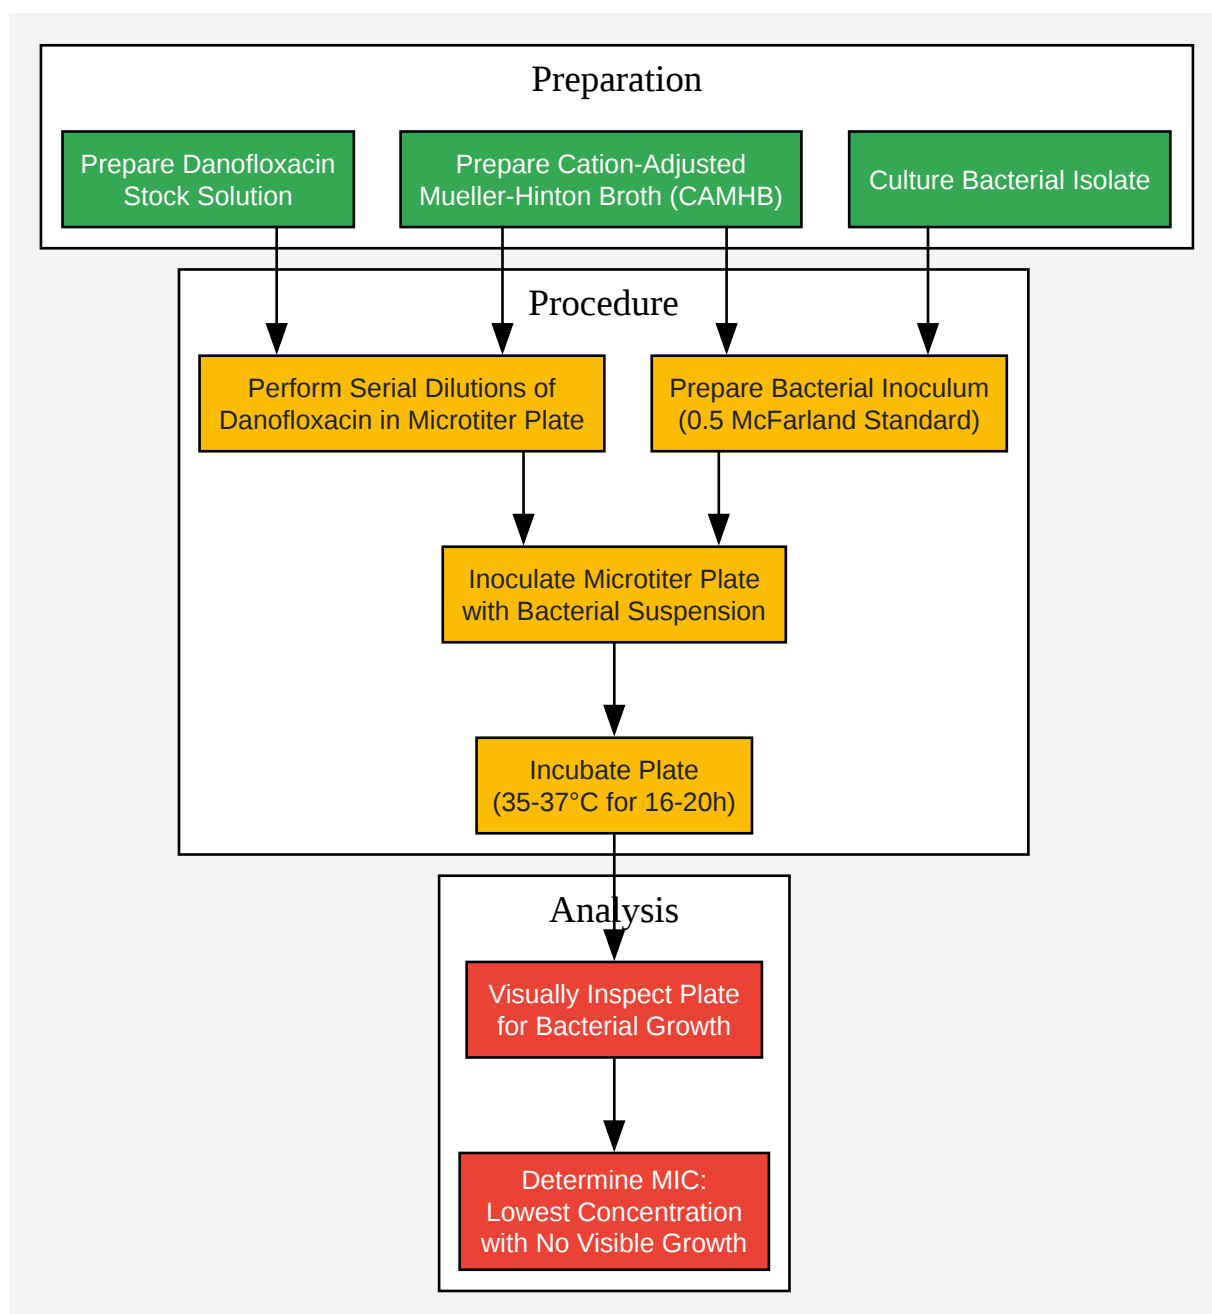 Preparation
Prepare Danofloxacin
Stock Solution
Prepare Cation-Adjusted
Mueller-Hinton Broth (CAMHB)
Culture Bacterial Isolate
Procedure
Perform Serial Dilutions of
Danofloxacin in Microtiter Plate
Prepare Bacterial Inoculum
(0.5 McFarland Standard)
Inoculate Microtiter Plate
with Bacterial Suspension
Incubate Plate
(35-37°C for 16-20h)
Analysis
Visually Inspect Plate
for Bacterial Growth
Determine MIC:
Lowest Concentration
with No Visible Growth